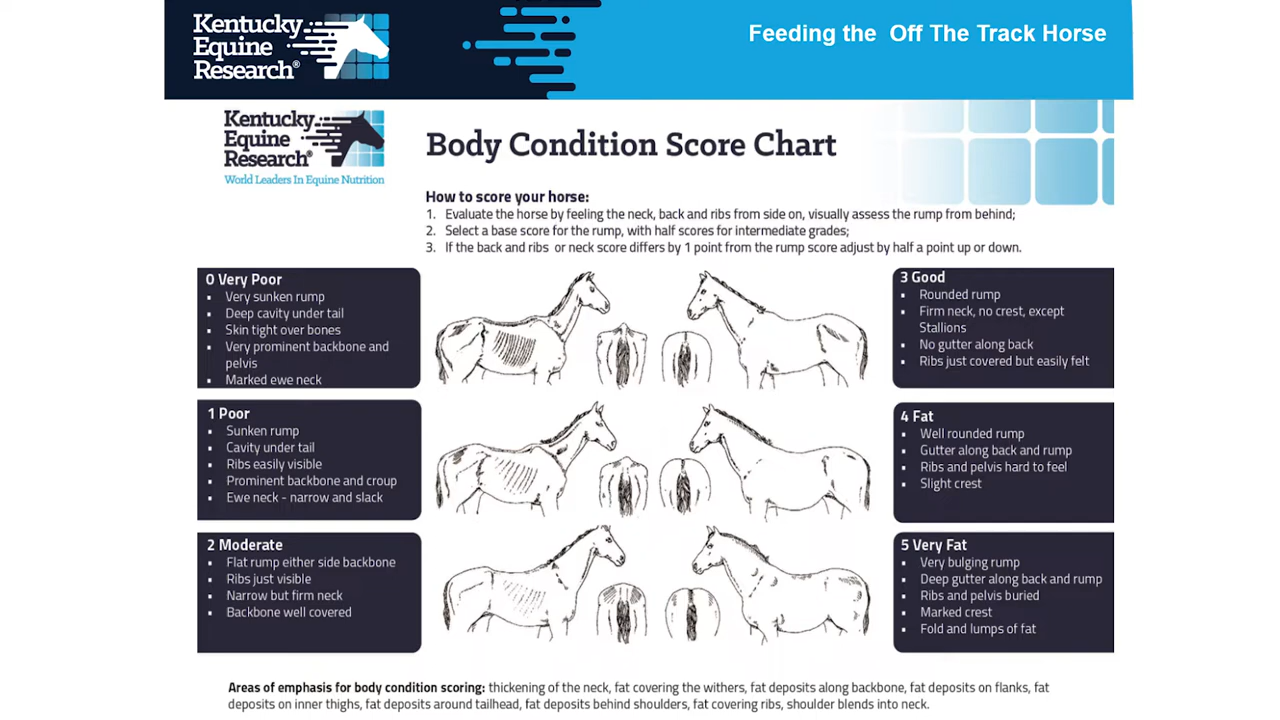 Kentucky
Equine
Research®
Feeding the Off The Track Horse
Kentucky
Equine
Research®
World Leaders In Equine Nutrition
Body Condition Score Chart
How to score your horse:
1. Evaluate the horse by feeling the neck, back and ribs from side on, visually assess the rump from behind;
2. Select a base score for the rump, with half scores for intermediate grades;
3. If the back and ribs or neck score differs by 1 point from the rump score adjust by half a point up or down.
0 Very Poor
▪ Very sunken rump
▪ Deep cavity under tail
▪ Skin tight over bones
▪ Very prominent backbone and
pelvis
▪ Marked ewe neck
1 Poor
▪ Sunken rump
▪ Cavity under tail
▪ Ribs easily visible
▪ Prominent backbone and croup
▪ Ewe neck - narrow and slack
2 Moderate
▪ Flat rump either side backbone
▪ Ribs just visible
▪ Narrow but firm neck
▪ Backbone well covered
3 Good
▪ Rounded rump
▪ Firm neck, no crest, except
Stallions
▪ No gutter along back
▪ Ribs just covered but easily felt
4 Fat
▪ Well rounded rump
▪ Gutter along back and rump
▪ Ribs and pelvis hard to feel
▪ Slight crest
5 Very Fat
▪ Very bulging rump
▪ Deep gutter along back and rump
▪ Ribs and pelvis buried
▪ Marked crest
▪ Fold and lumps of fat
Areas of emphasis for body condition scoring: thickening of the neck, fat covering the withers, fat deposits along backbone, fat deposits on flanks, fat
deposits on inner thighs, fat deposits around tailhead, fat deposits behind shoulders, fat covering ribs, shoulder blends into neck.